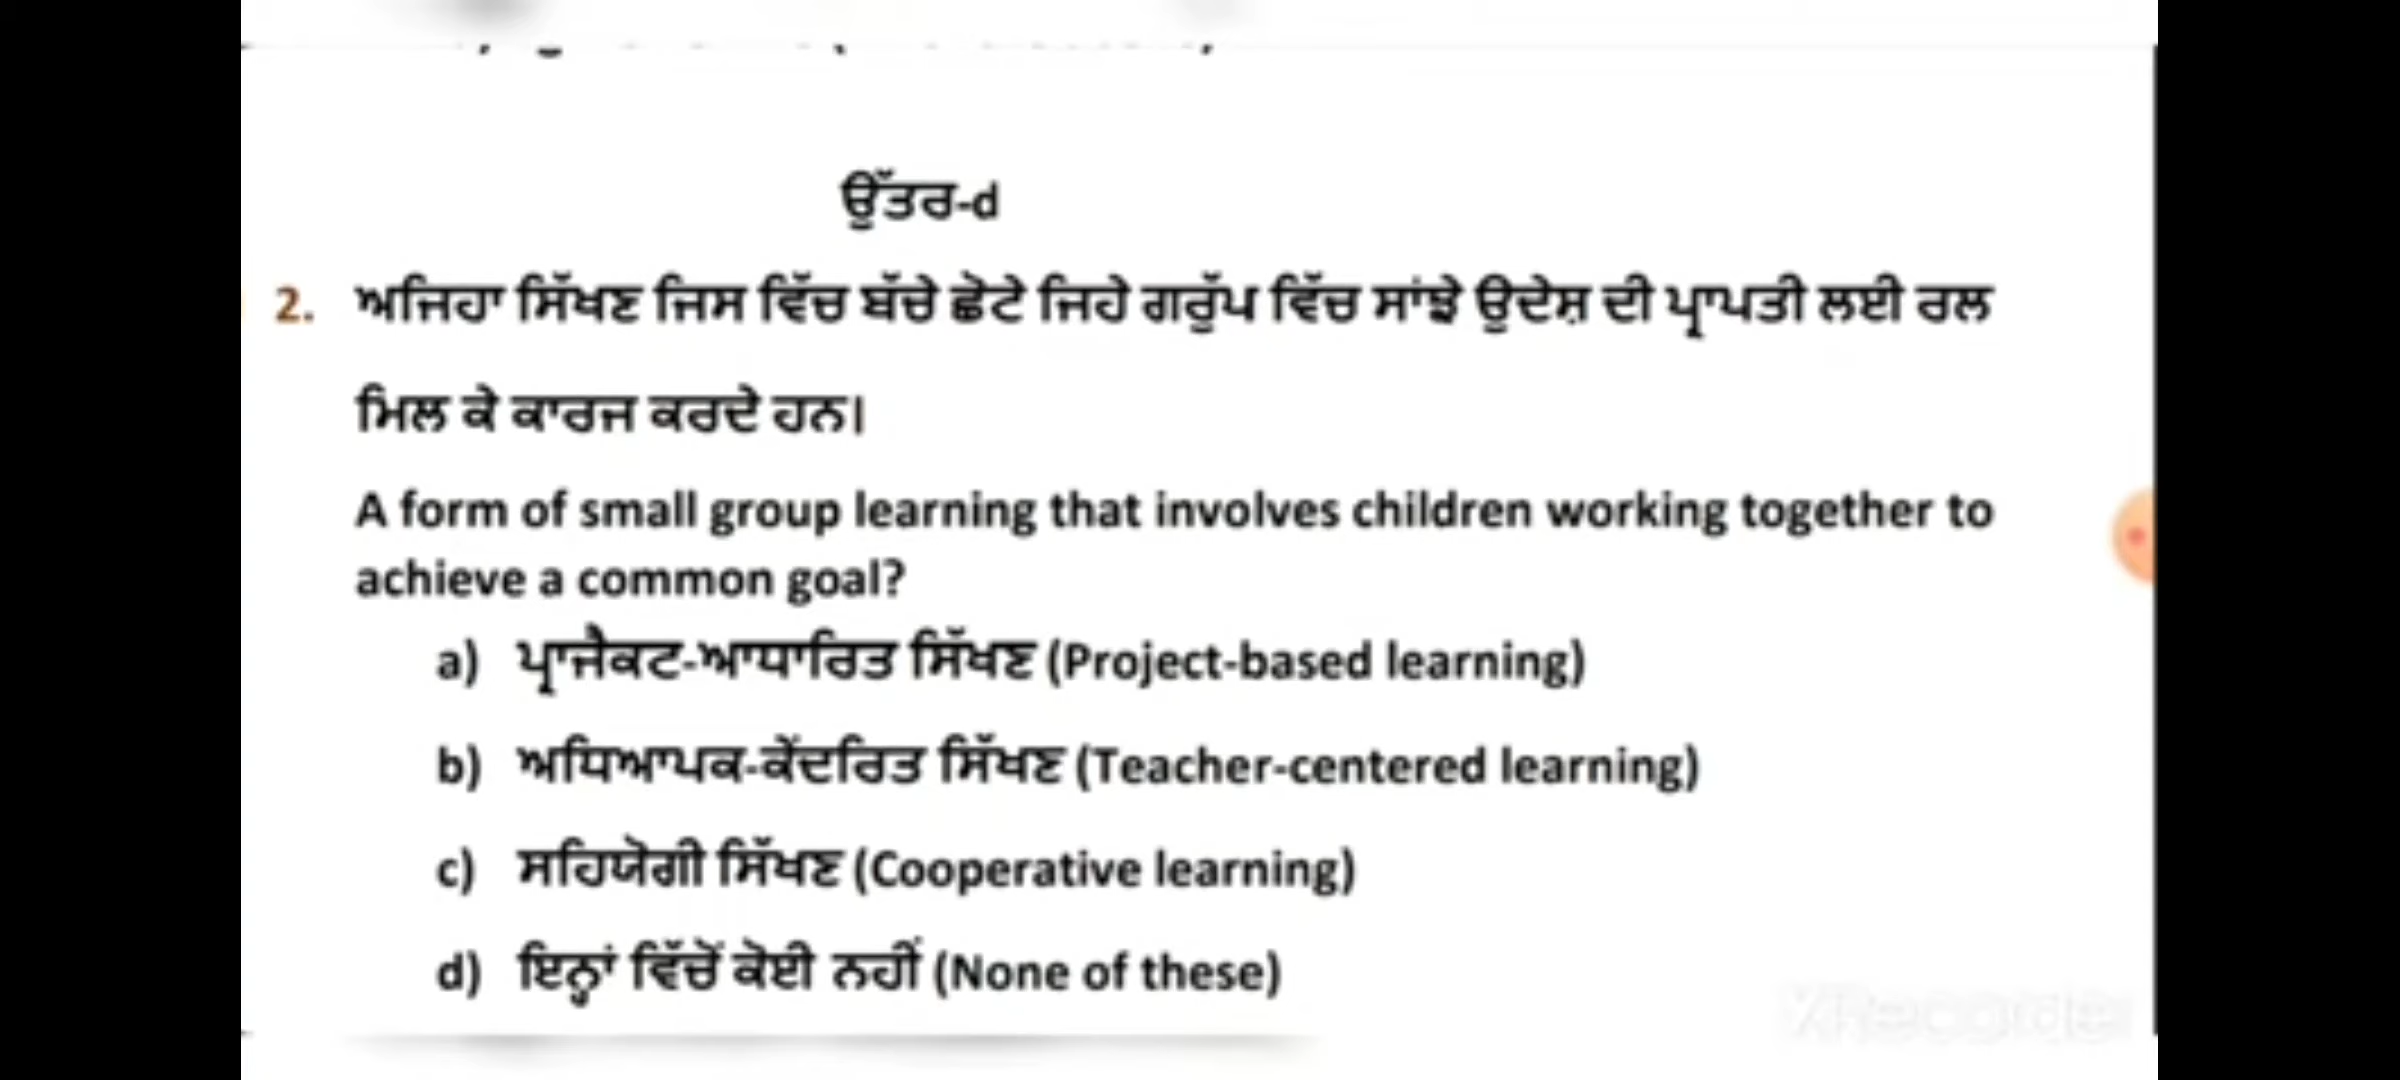 ਉੱਤਰ-d
2. ਅਜਿਹਾ ਸਿੱਖਣ ਜਿਸ ਵਿੱਚ ਬੱਚੇ ਛੋਟੇ ਜਿਹੇ ਗਰੁੱਪ ਵਿੱਚ ਸਾਂਝੇ ਉਦੇਸ਼ ਦੀ ਪ੍ਰਾਪਤੀ ਲਈ ਰਲ
ਮਿਲ ਕੇ ਕਾਰਜ ਕਰਦੇ ਹਨ।
A form of small group learning that involves children working together to
achieve a common goal?
a) ਪ੍ਰਾਜੈਕਟ-ਆਧਾਰਿਤ ਸਿੱਖਣ (Project-based learning)
b) ਅਧਿਆਪਕ-ਕੇਂਦਰਿਤ ਸਿੱਖਣ (Teacher-centered learning)
c) ਸਹਿਯੋਗੀ ਸਿੱਖਣ (Cooperative learning)
d) ਇਨ੍ਹਾਂ ਵਿੱਚੋਂ ਕੋਈ ਨਹੀਂ (None of these)
XRecorder